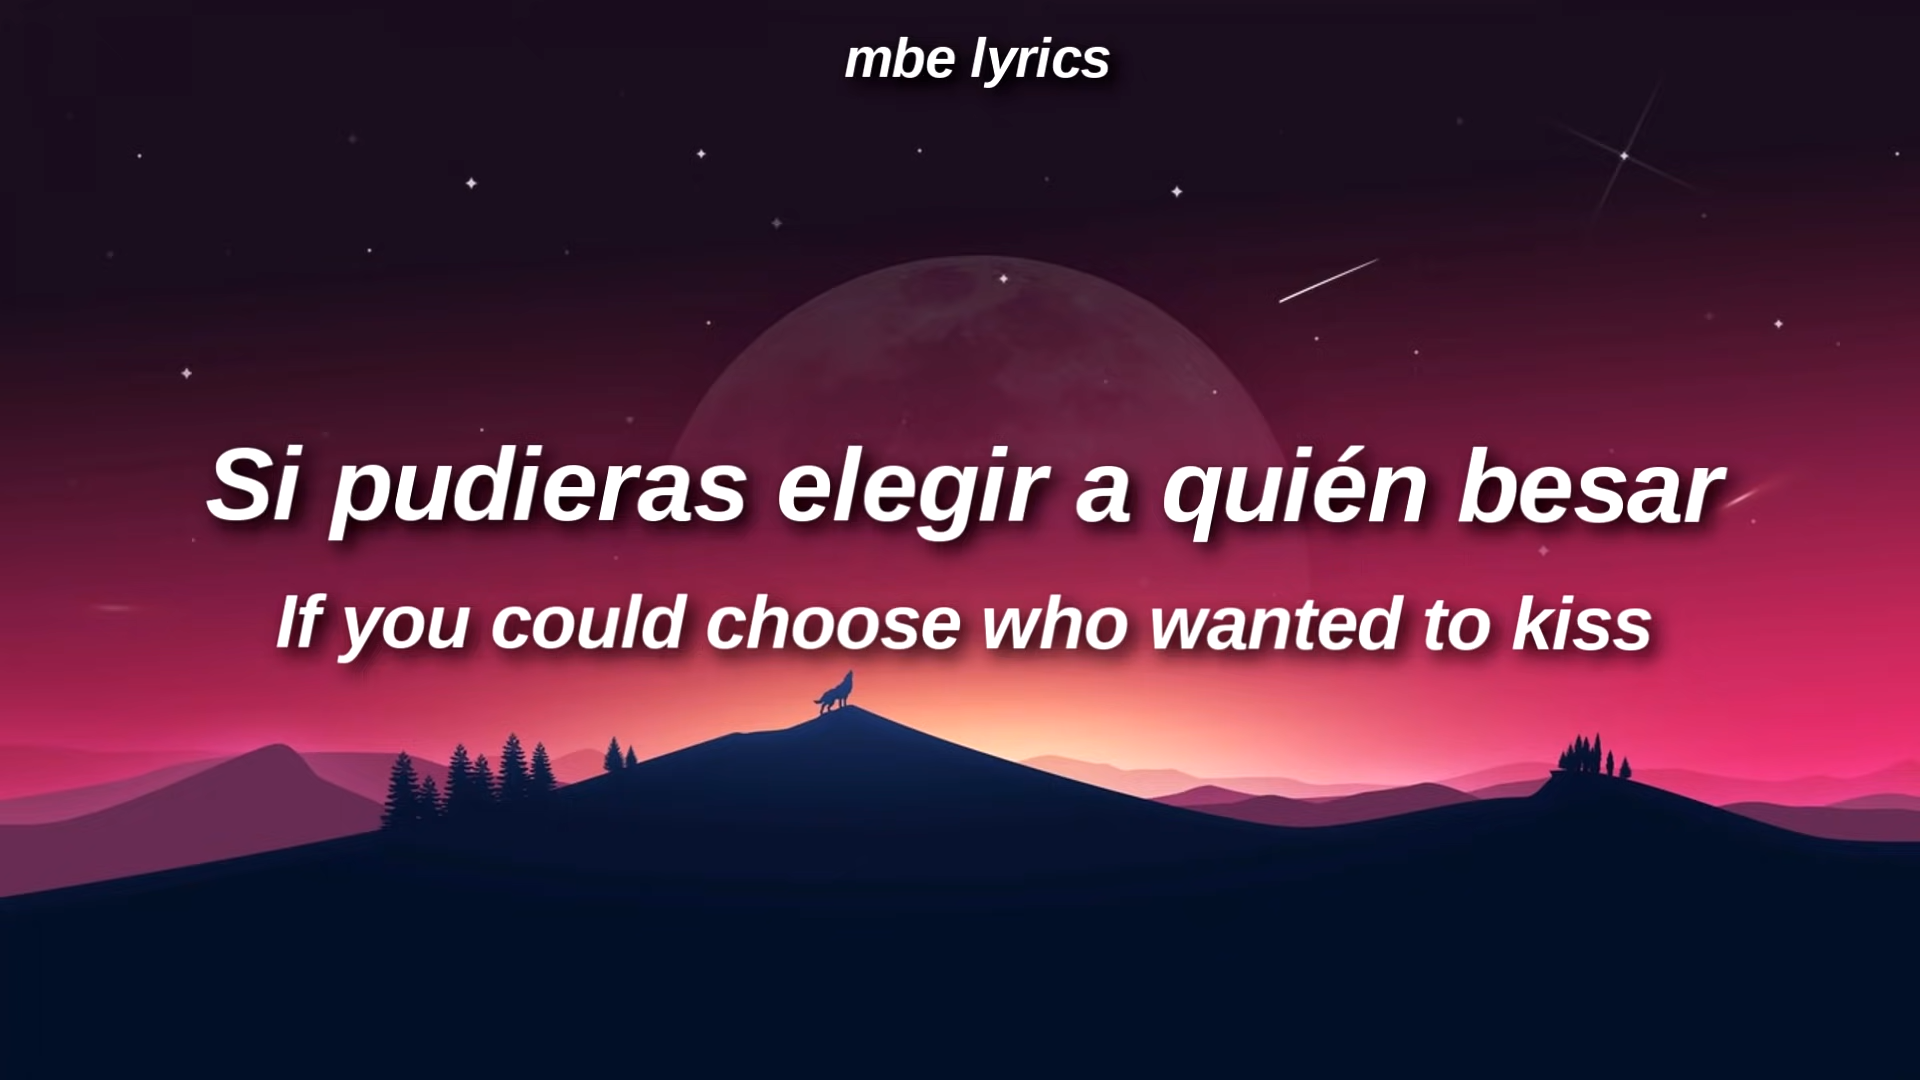 mbe lyrics
Si pudieras elegir a quién besar
If you could choose who wanted to kiss